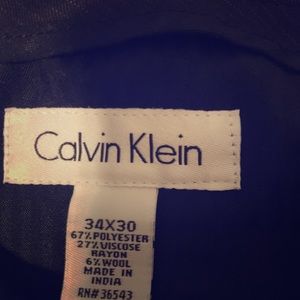 Calvin Klein
34X30
67%POLYESTER
27%VISCOSE
RAYON
6%WOOL
MADE IN
INDIA
RN#36543